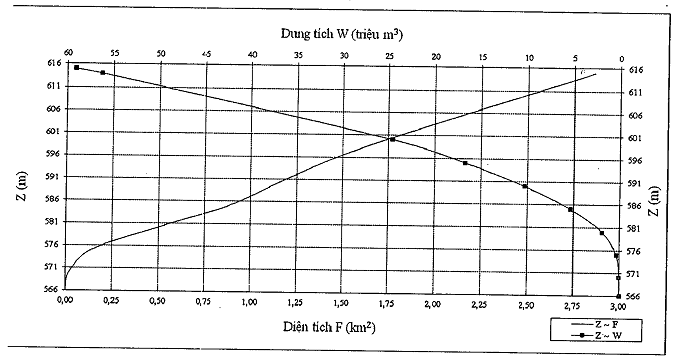 Dung tích W (triệu m³)
60 55 50 45 40 35 30 25 20 15 10 5 0
616 616
611 611
606 606
601 601
596 596
591 591
586 586
581 581
576 576
571 571
566 566
Z (m) Z (m)
0,00 0,25 0,50 0,75 1,00 1,25 1,50 1,75 2,00 2,25 2,50 2,75 3,00
Diện tích F (km²)
Z ~ F
Z ~ W